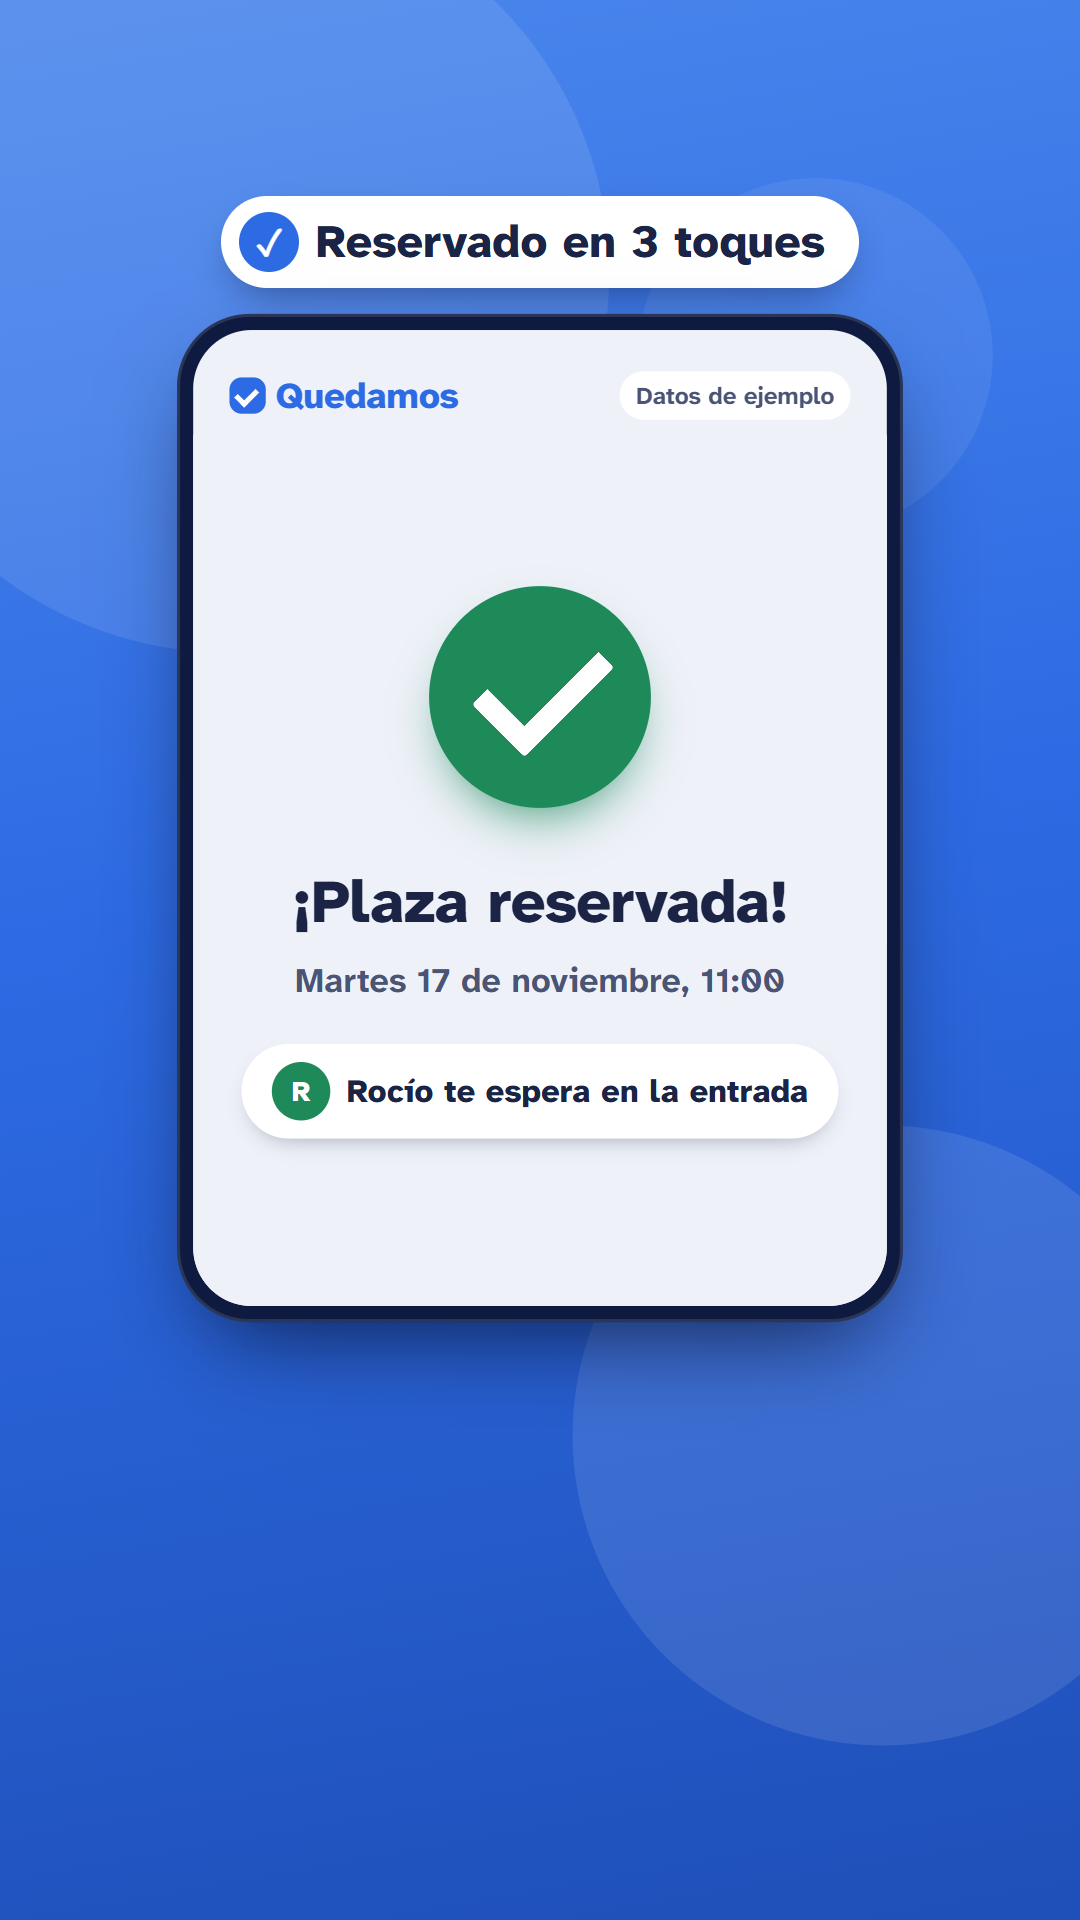 Reservado en 3 toques
Quedamos
Datos de ejemplo
¡Plaza reservada!
Martes 17 de noviembre, 11:00
R
Rocío te espera en la entrada